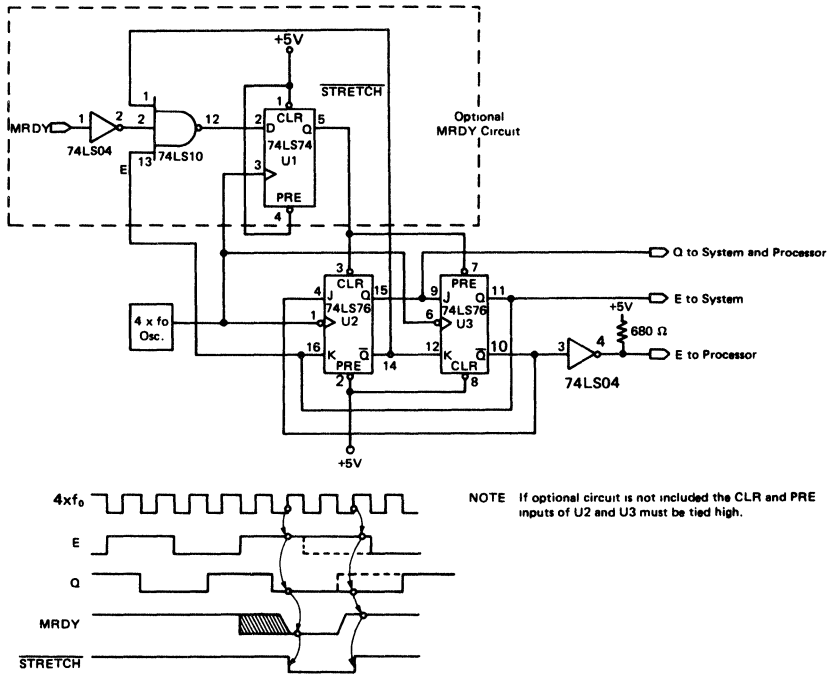 +5V
STRETCH
Optional
MRDY Circuit
1
1
CLR
MRDY
1
2
2
12
2
D
Q
5
74LS04
13
74LS10
74LS74
E
3
U1
PRE
4
3
CLR
7
PRE
Q to System and Processor
4
J
Q
15
9
J
Q
11
E to System
74LS76
74LS76
+5V
4 x fo
Osc.
1
U2
6
U3
680 Ω
16
K
Q
12
K
Q
10
3
4
E to Processor
PRE
14
CLR
2
8
74LS04
+5V
4xf0
NOTE If optional circuit is not included the CLR and PRE
inputs of U2 and U3 must be tied high.
E
Q
MRDY
STRETCH